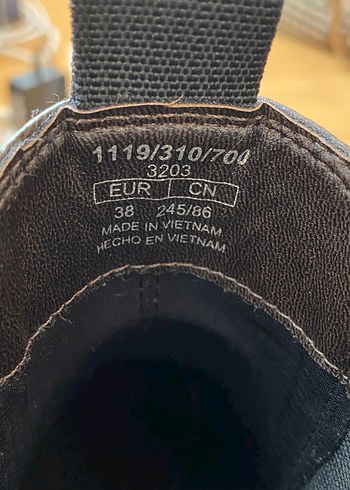 1119/310/700
3203
EUR CN
38 245/86
MADE IN VIETNAM
HECHO EN VIETNAM